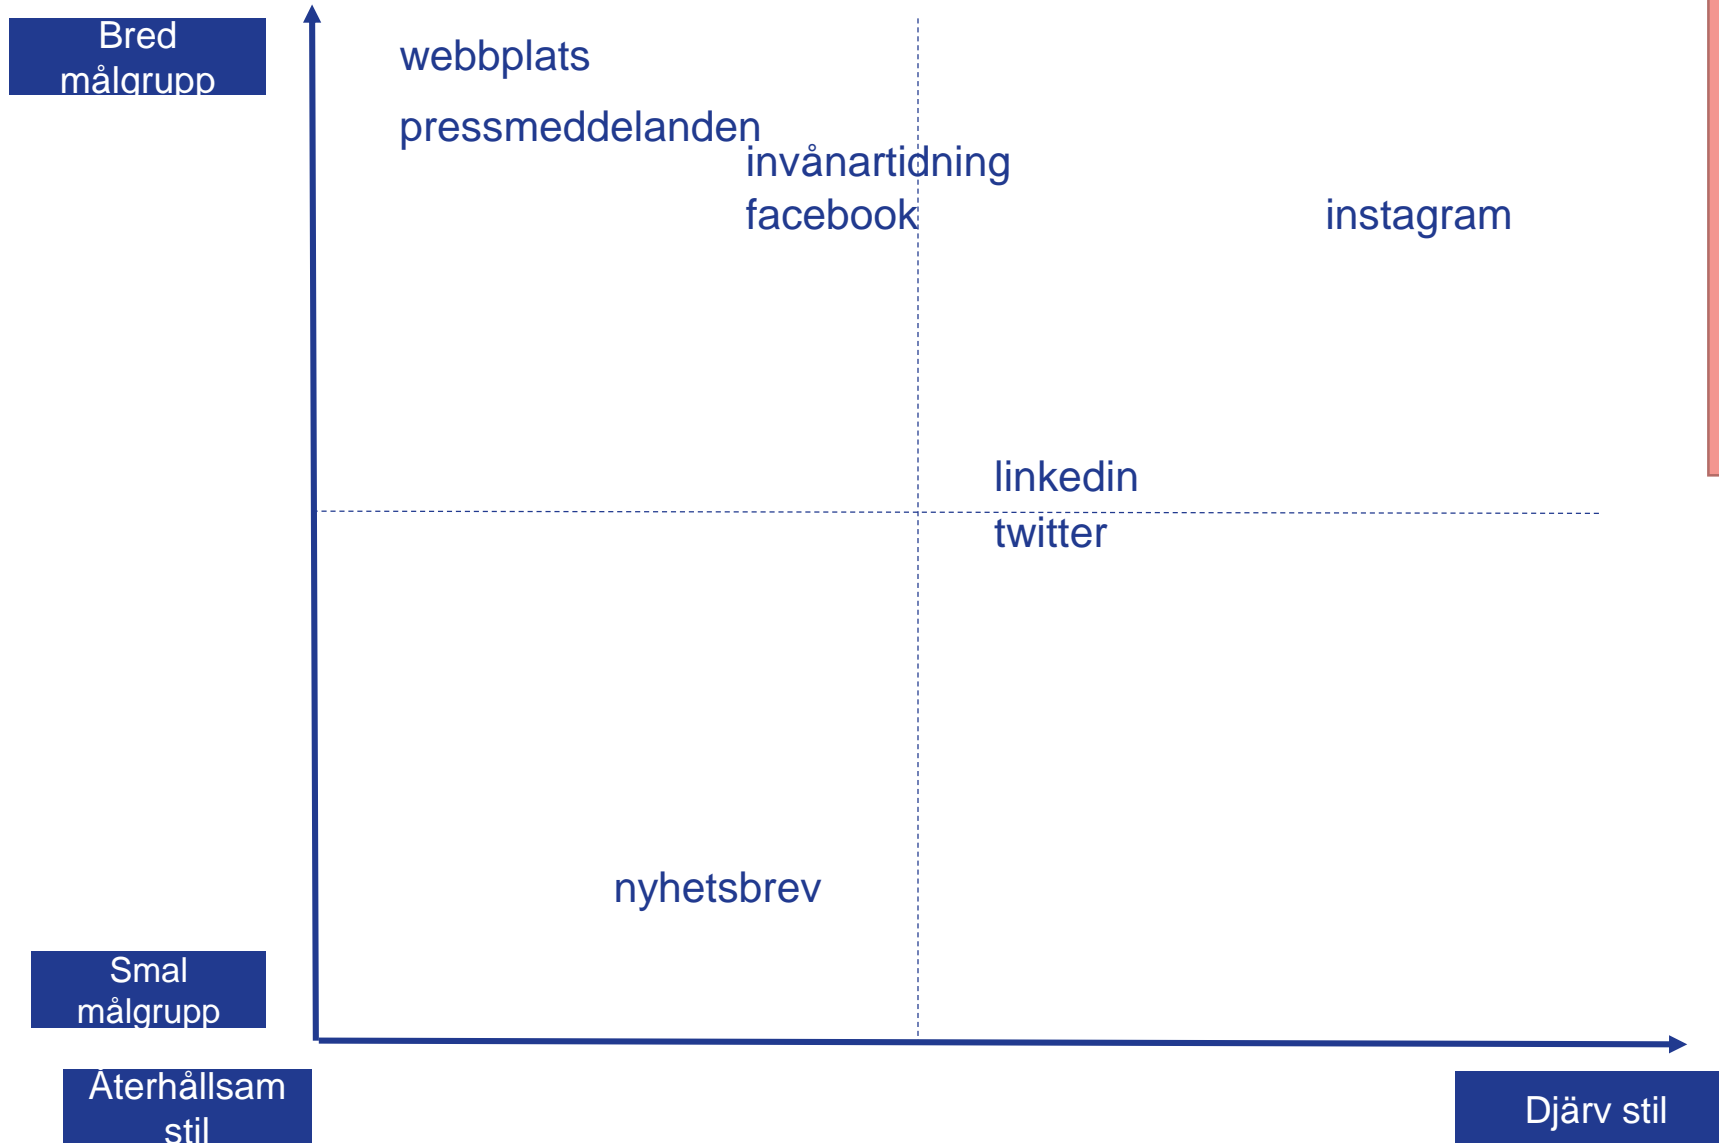 Bred
målgrupp
webbplats
pressmeddelanden
invånartidning
facebook
instagram
linkedin
twitter
nyhetsbrev
Smal
målgrupp
Återhållsam
stil
Djärv stil